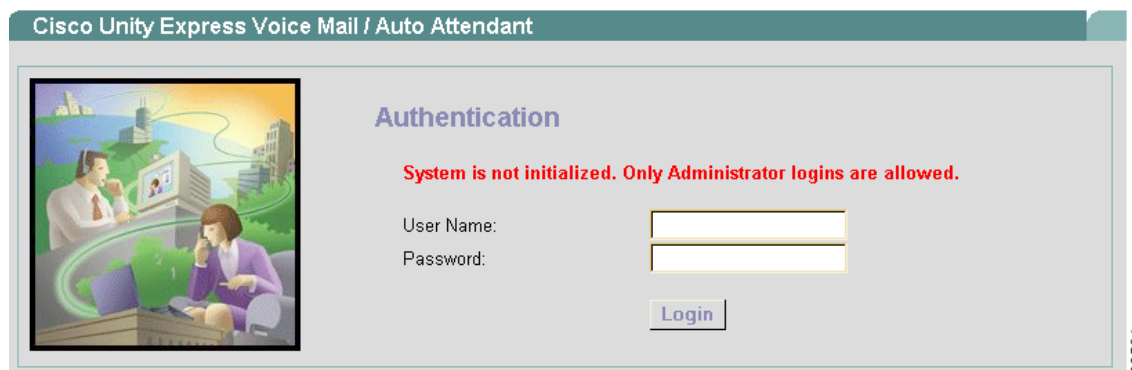 Cisco Unity Express Voice Mail / Auto Attendant
Authentication
System is not initialized. Only Administrator logins are allowed.
User Name:
Password:
Login